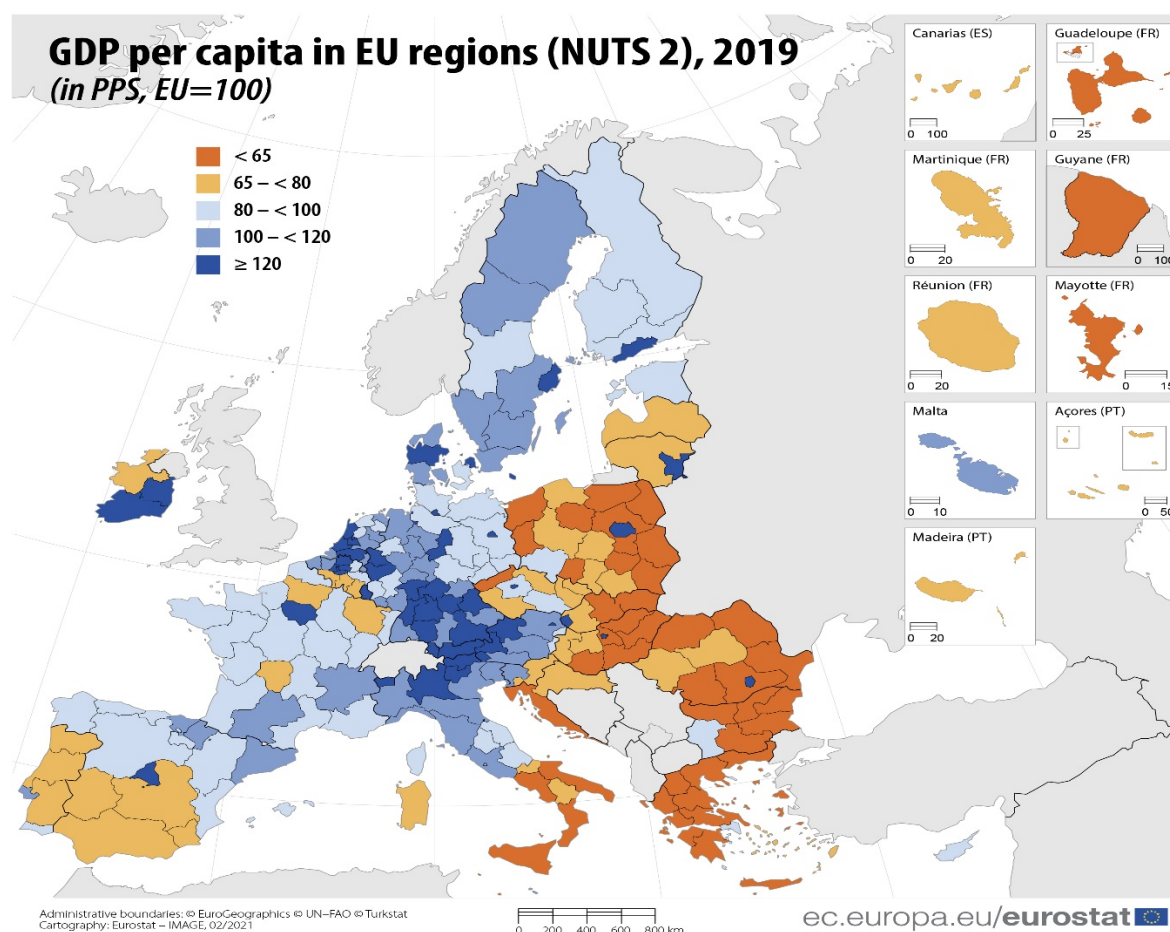 GDP per capita in EU regions (NUTS 2), 2019
(in PPS, EU=100)
< 65
65 – < 80
80 – < 100
100 – < 120
≥ 120
Canarias (ES)
0 100
Guadeloupe (FR)
0 25
Martinique (FR)
0 20
Guyane (FR)
0 100
Réunion (FR)
0 20
Mayotte (FR)
0 15
Malta
0 10
Açores (PT)
0 50
Madeira (PT)
0 20
Administrative boundaries: © EuroGeographics © UN–FAO © Turkstat
Cartography: Eurostat – IMAGE, 02/2021
0 200 400 600 800 km
ec.europa.eu/eurostat